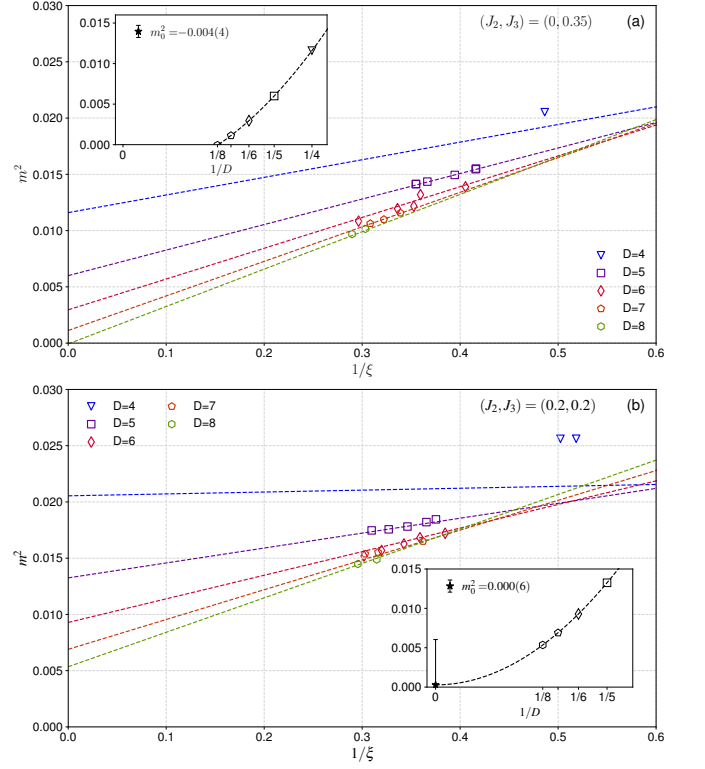 0.030
0.025
0.020
0.015
0.010
0.005
0.000
m²
(J₂, J₃) = (0, 0.35) (a)
0.015
0.010
0.005
0.000
m₀² = −0.004(4)
0 1/8 1/6 1/5 1/4
1/D
D=4
D=5
D=6
D=7
D=8
0.0 0.1 0.2 0.3 0.4 0.5 0.6
1/ξ
0.030
0.025
0.020
0.015
0.010
0.005
0.000
m²
D=4 D=7
D=5 D=8
D=6
(J₂, J₃) = (0.2, 0.2) (b)
0.015
0.010
0.005
0.000
m₀² = 0.000(6)
0 1/8 1/6 1/5
1/D
0.0 0.1 0.2 0.3 0.4 0.5 0.6
1/ξ